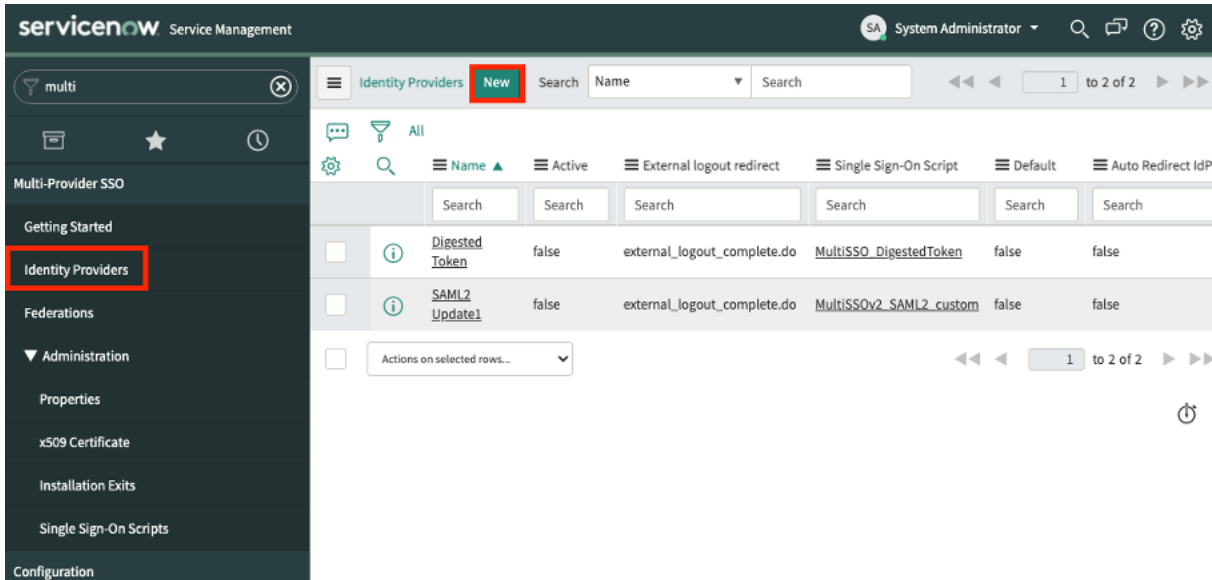 servicenow Service Management
SA System Administrator
multi
Multi-Provider SSO
Getting Started
Identity Providers
Federations
Administration
Properties
x509 Certificate
Installation Exits
Single Sign-On Scripts
Configuration
Identity Providers New Search Name Search 1 to 2 of 2
All
Name Active External logout redirect Single Sign-On Script Default Auto Redirect IdP
Search Search Search Search Search Search
Digested Token false external_logout_complete.do MultiSSO_DigestedToken false false
SAML2 Update1 false external_logout_complete.do MultiSSOv2_SAML2_custom false false
Actions on selected rows... 1 to 2 of 2